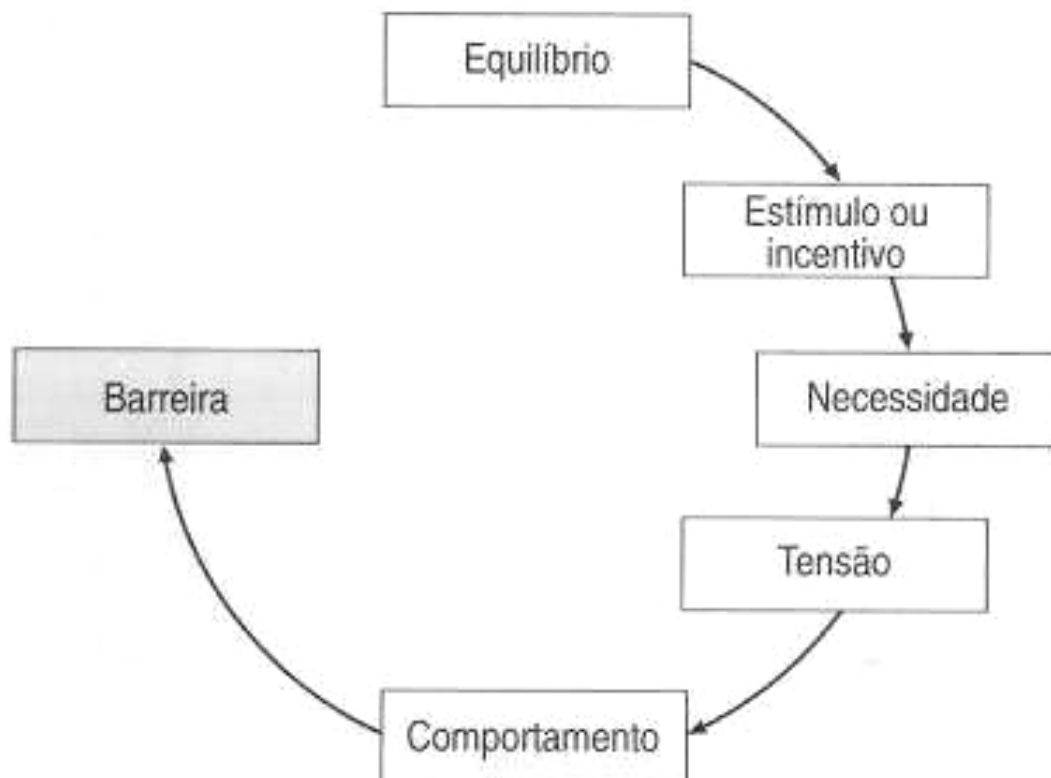 Equilíbrio
Estímulo ou
incentivo
Necessidade
Barreira
Tensão
Comportamento